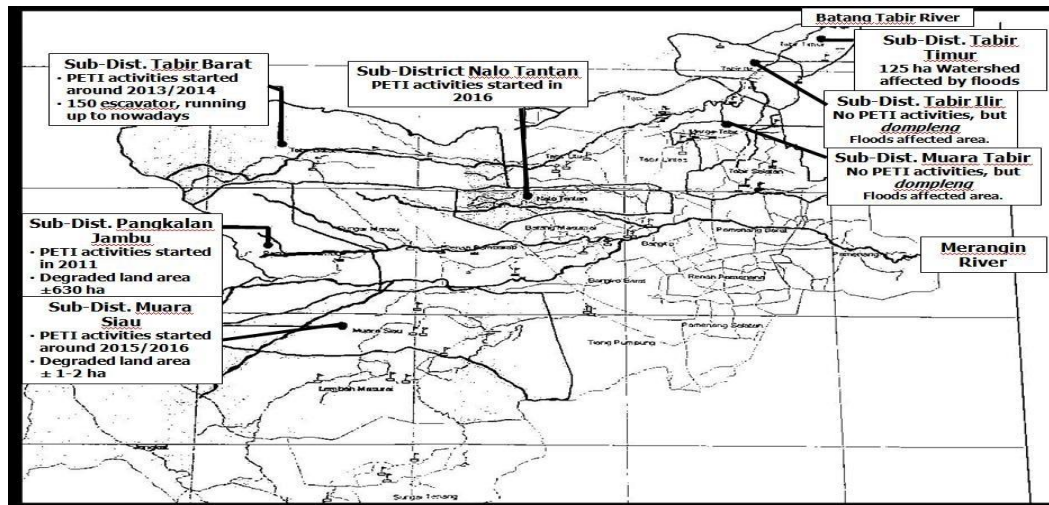 Batang Tabir River
Sub-Dist. Tabir
Timur
125 ha Watershed
affected by floods
Sub-Dist. Tabir Barat
· PETI activities started
around 2013/2014
· 150 escavator, running
up to nowadays
Sub-District Nalo Tantan
PETI activities started in
2016
Sub-Dist. Tabir Ilir
No PETI activities, but
dompleng
Floods affected area.
Sub-Dist. Muara Tabir
No PETI activities, but
dompleng
Floods affected area.
Sub-Dist. Pangkalan
Jambu
· PETI activities started
in 2011
· Degraded land area
±630 ha
Merangin
River
Sub-Dist. Muara
Siau
· PETI activities started
around 2015/2016
· Degraded land area
± 1-2 ha
Tabir Timur
Tabir Ilir
Tabir Lintas
Tabir Selatan
Nalo Tantan
Sungai Manau
Batang Masumai
Bangko
Pamenang Barat
Pamenang
Renah Pamenang
Bangko Barat
Muara Siau
Pamenang Selatan
Tiang Pumpung
Lembah Masurai
Jangkat
Sungai Tenang